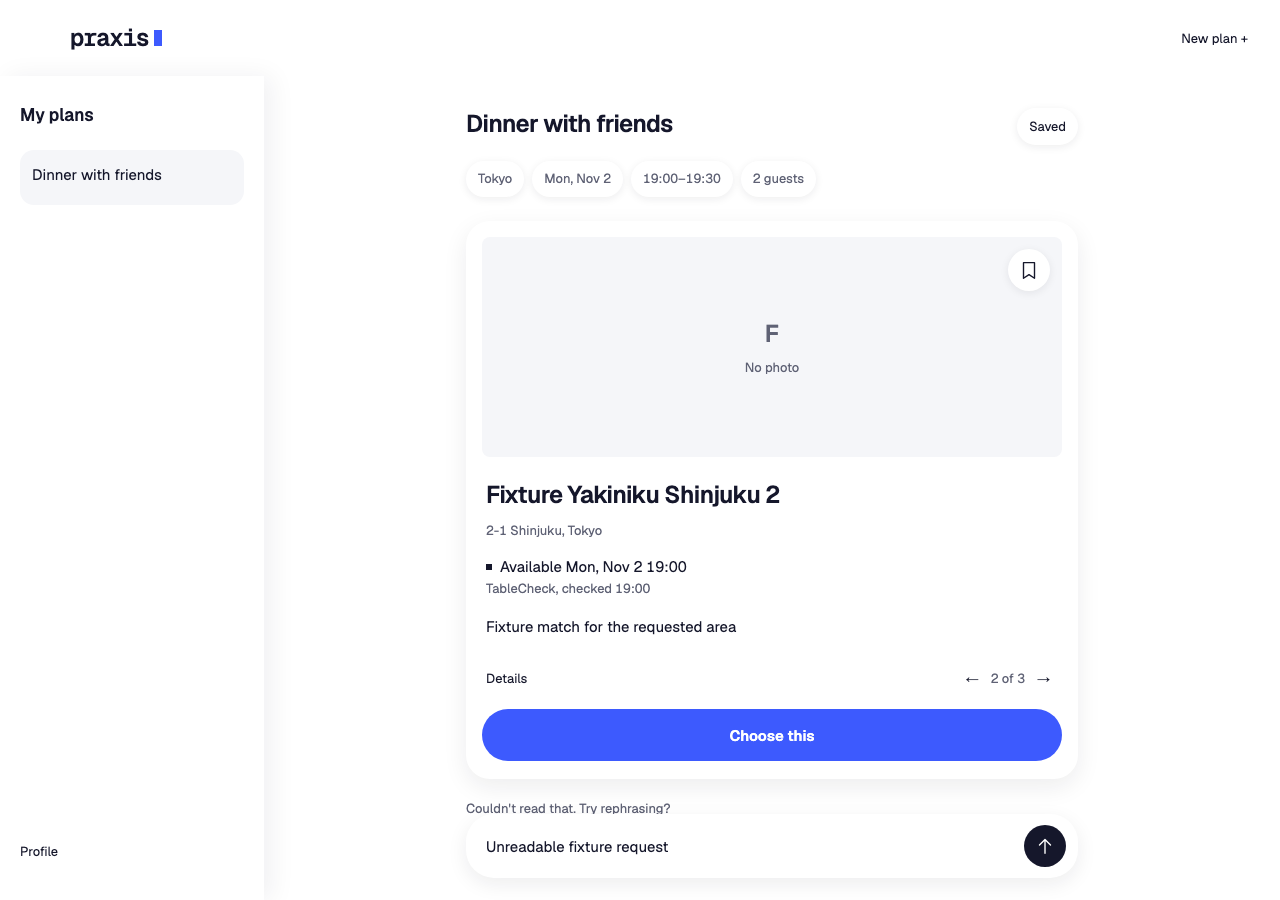 praxis
New plan +
My plans
Dinner with friends
Profile
Dinner with friends
Saved
Tokyo
Mon, Nov 2
19:00–19:30
2 guests
F
No photo
Fixture Yakiniku Shinjuku 2
2-1 Shinjuku, Tokyo
Available Mon, Nov 2 19:00
TableCheck, checked 19:00
Fixture match for the requested area
Details
← 2 of 3 →
Choose this
Couldn't read that. Try rephrasing?
Unreadable fixture request